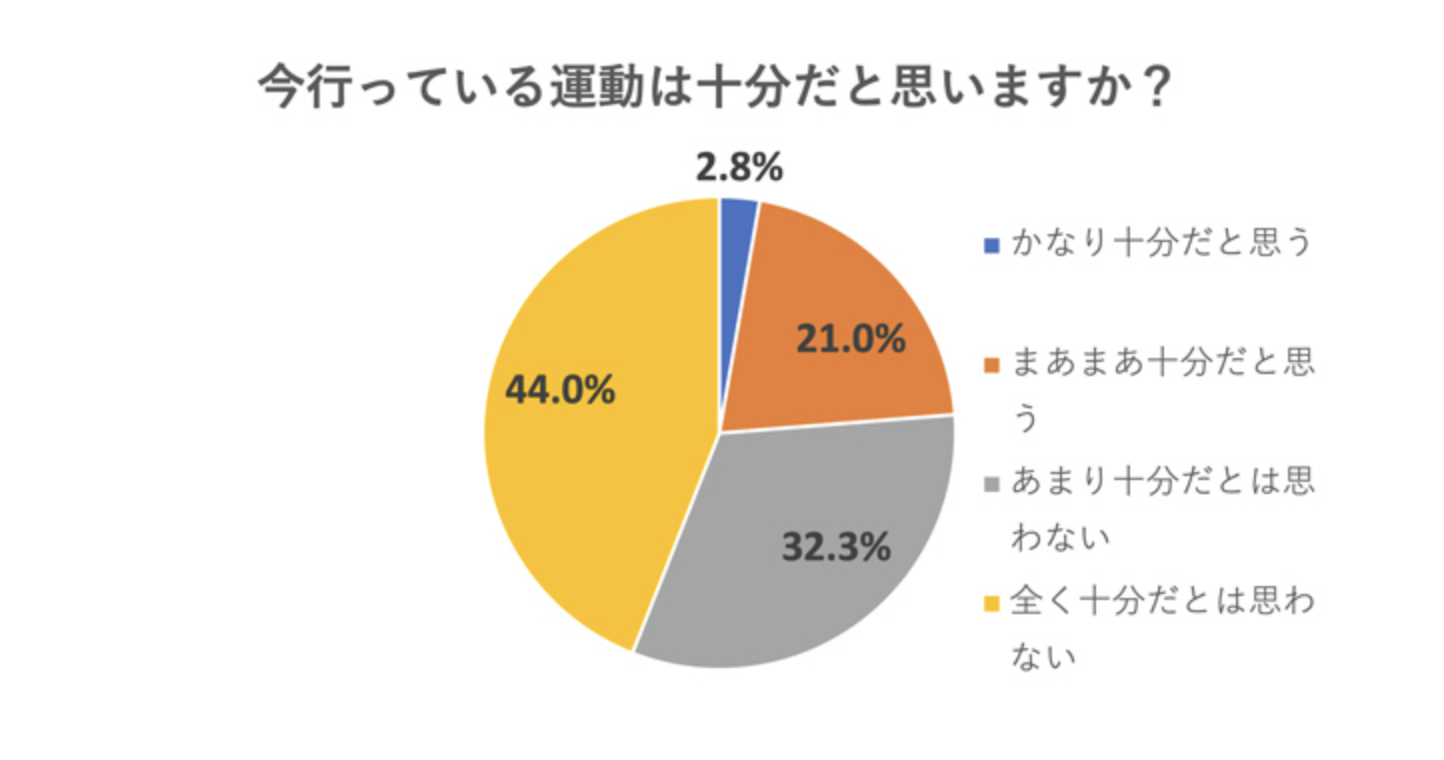 今行っている運動は十分だと思いますか？
2.8%
21.0%
44.0%
32.3%
かなり十分だと思う
まあまあ十分だと思
う
あまり十分だとは思
わない
全く十分だとは思わ
ない